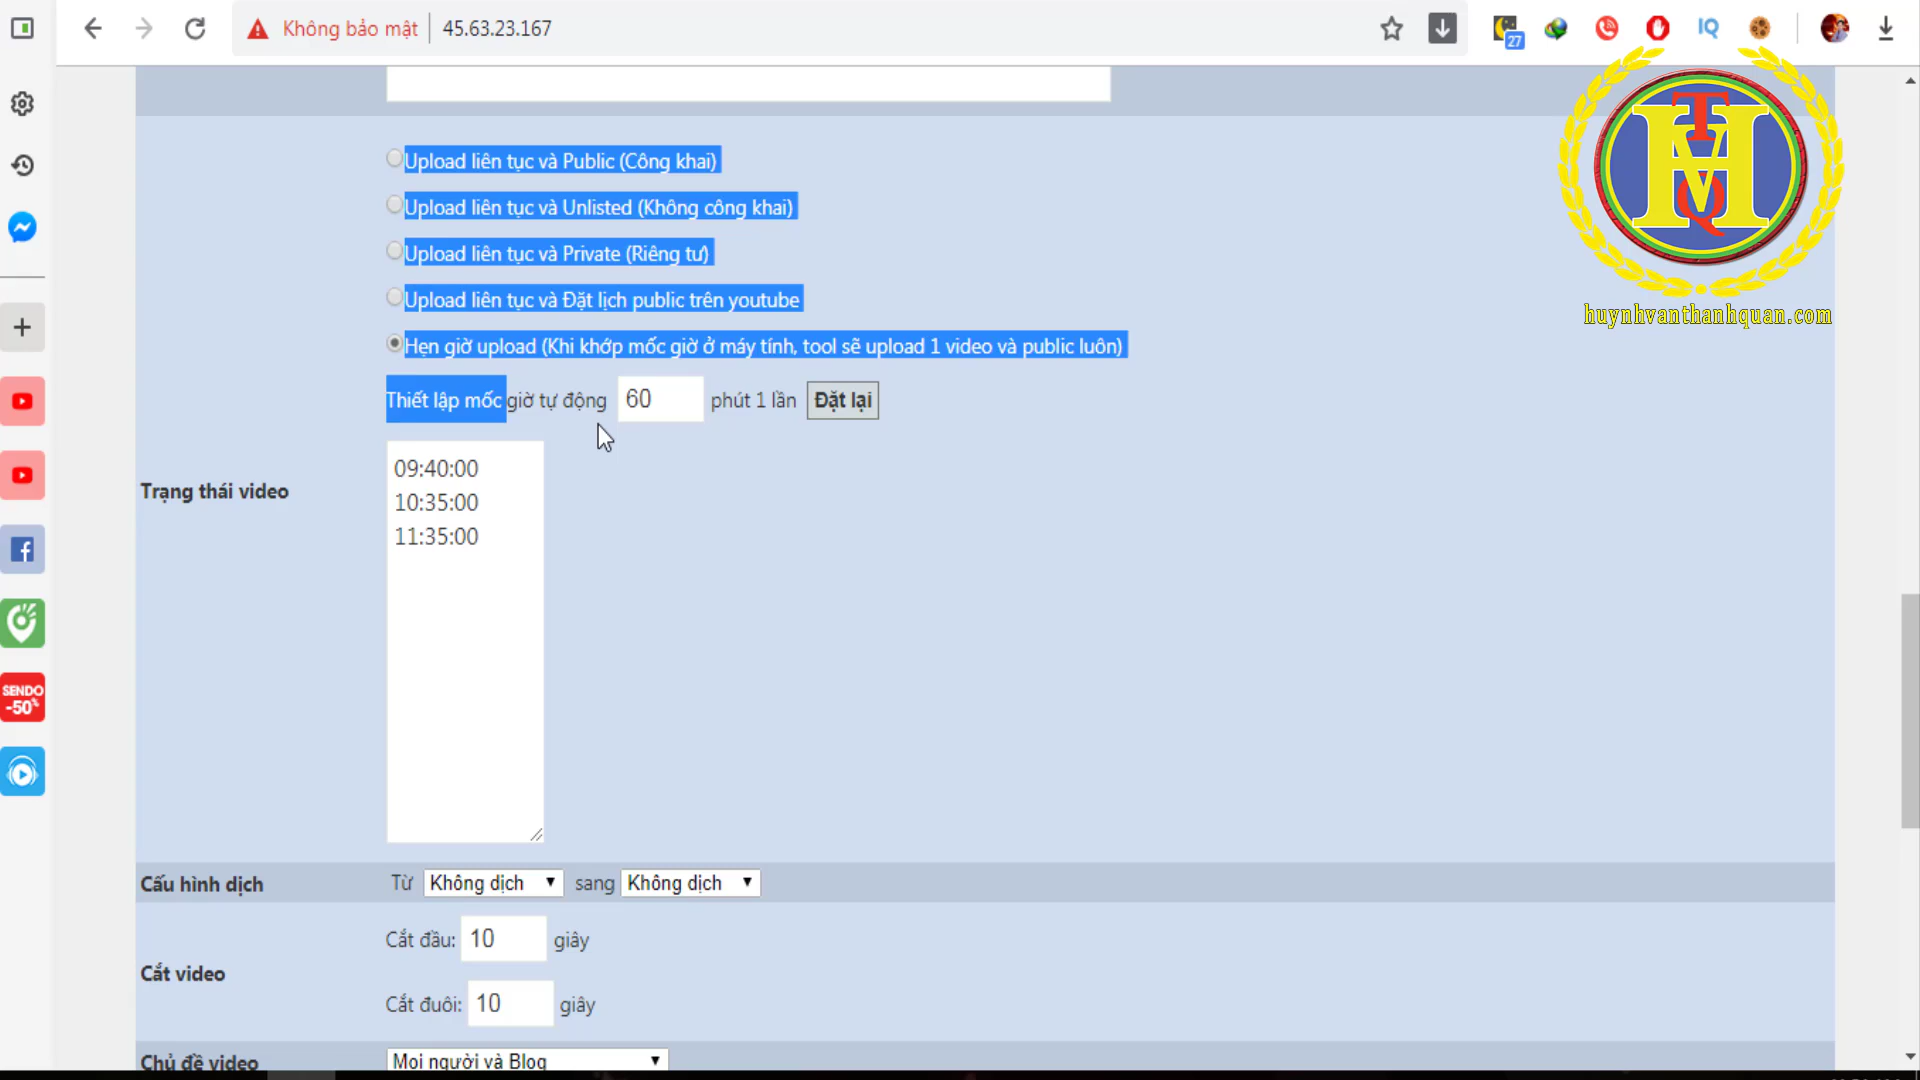 Không bảo mật
45.63.23.167
27
IQ
T
H
V
Q
huynhvanthanhquan.com
Upload liên tục và Public (Công khai)
Upload liên tục và Unlisted (Không công khai)
Upload liên tục và Private (Riêng tư)
Upload liên tục và Đặt lịch public trên youtube
Hẹn giờ upload (Khi khớp mốc giờ ở máy tính, tool sẽ upload 1 video và public luôn)
Thiết lập mốc giờ tự động 60 phút 1 lần Đặt lại
Trạng thái video
09:40:00
10:35:00
11:35:00
SENDO
-50%
Cấu hình dịch Từ Không dịch sang Không dịch
Cắt video
Cắt đầu: 10 giây
Cắt đuôi: 10 giây
Chủ đề video Mọi người và Blog